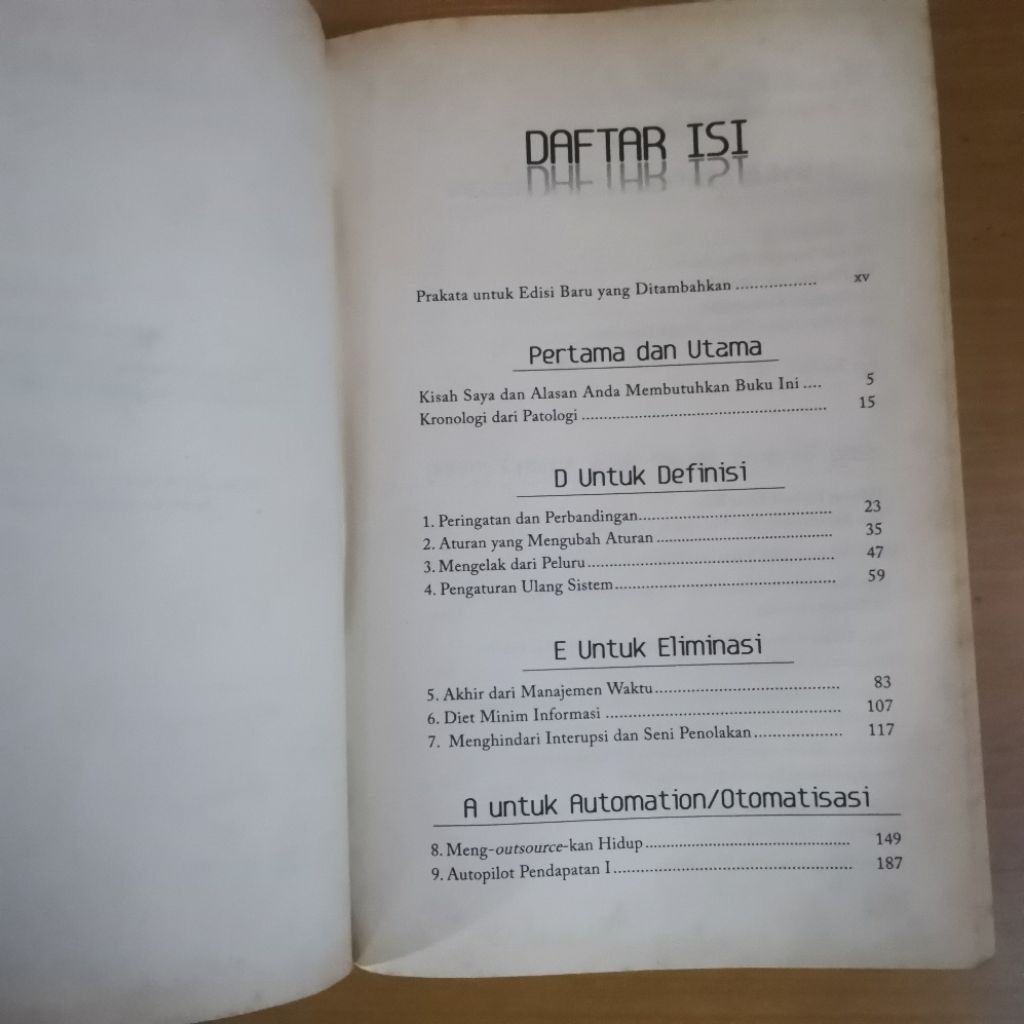 DAFTAR ISI
Prakata untuk Edisi Baru yang Ditambahkan ................. xv
Pertama dan Utama
Kisah Saya dan Alasan Anda Membutuhkan Buku Ini .... 5
Kronologi dari Patologi ........................................................ 15
D Untuk Definisi
1. Peringatan dan Perbandingan............................................ 23
2. Aturan yang Mengubah Aturan ........................................ 35
3. Mengelak dari Peluru ........................................................ 47
4. Pengaturan Ulang Sistem .................................................. 59
E Untuk Eliminasi
5. Akhir dari Manajemen Waktu .......................................... 83
6. Diet Minim Informasi ...................................................... 107
7. Menghindari Interupsi dan Seni Penolakan .................... 117
A untuk Automation/Otomatisasi
8. Meng-outsource-kan Hidup .............................................. 149
9. Autopilot Pendapatan I ...................................................... 187